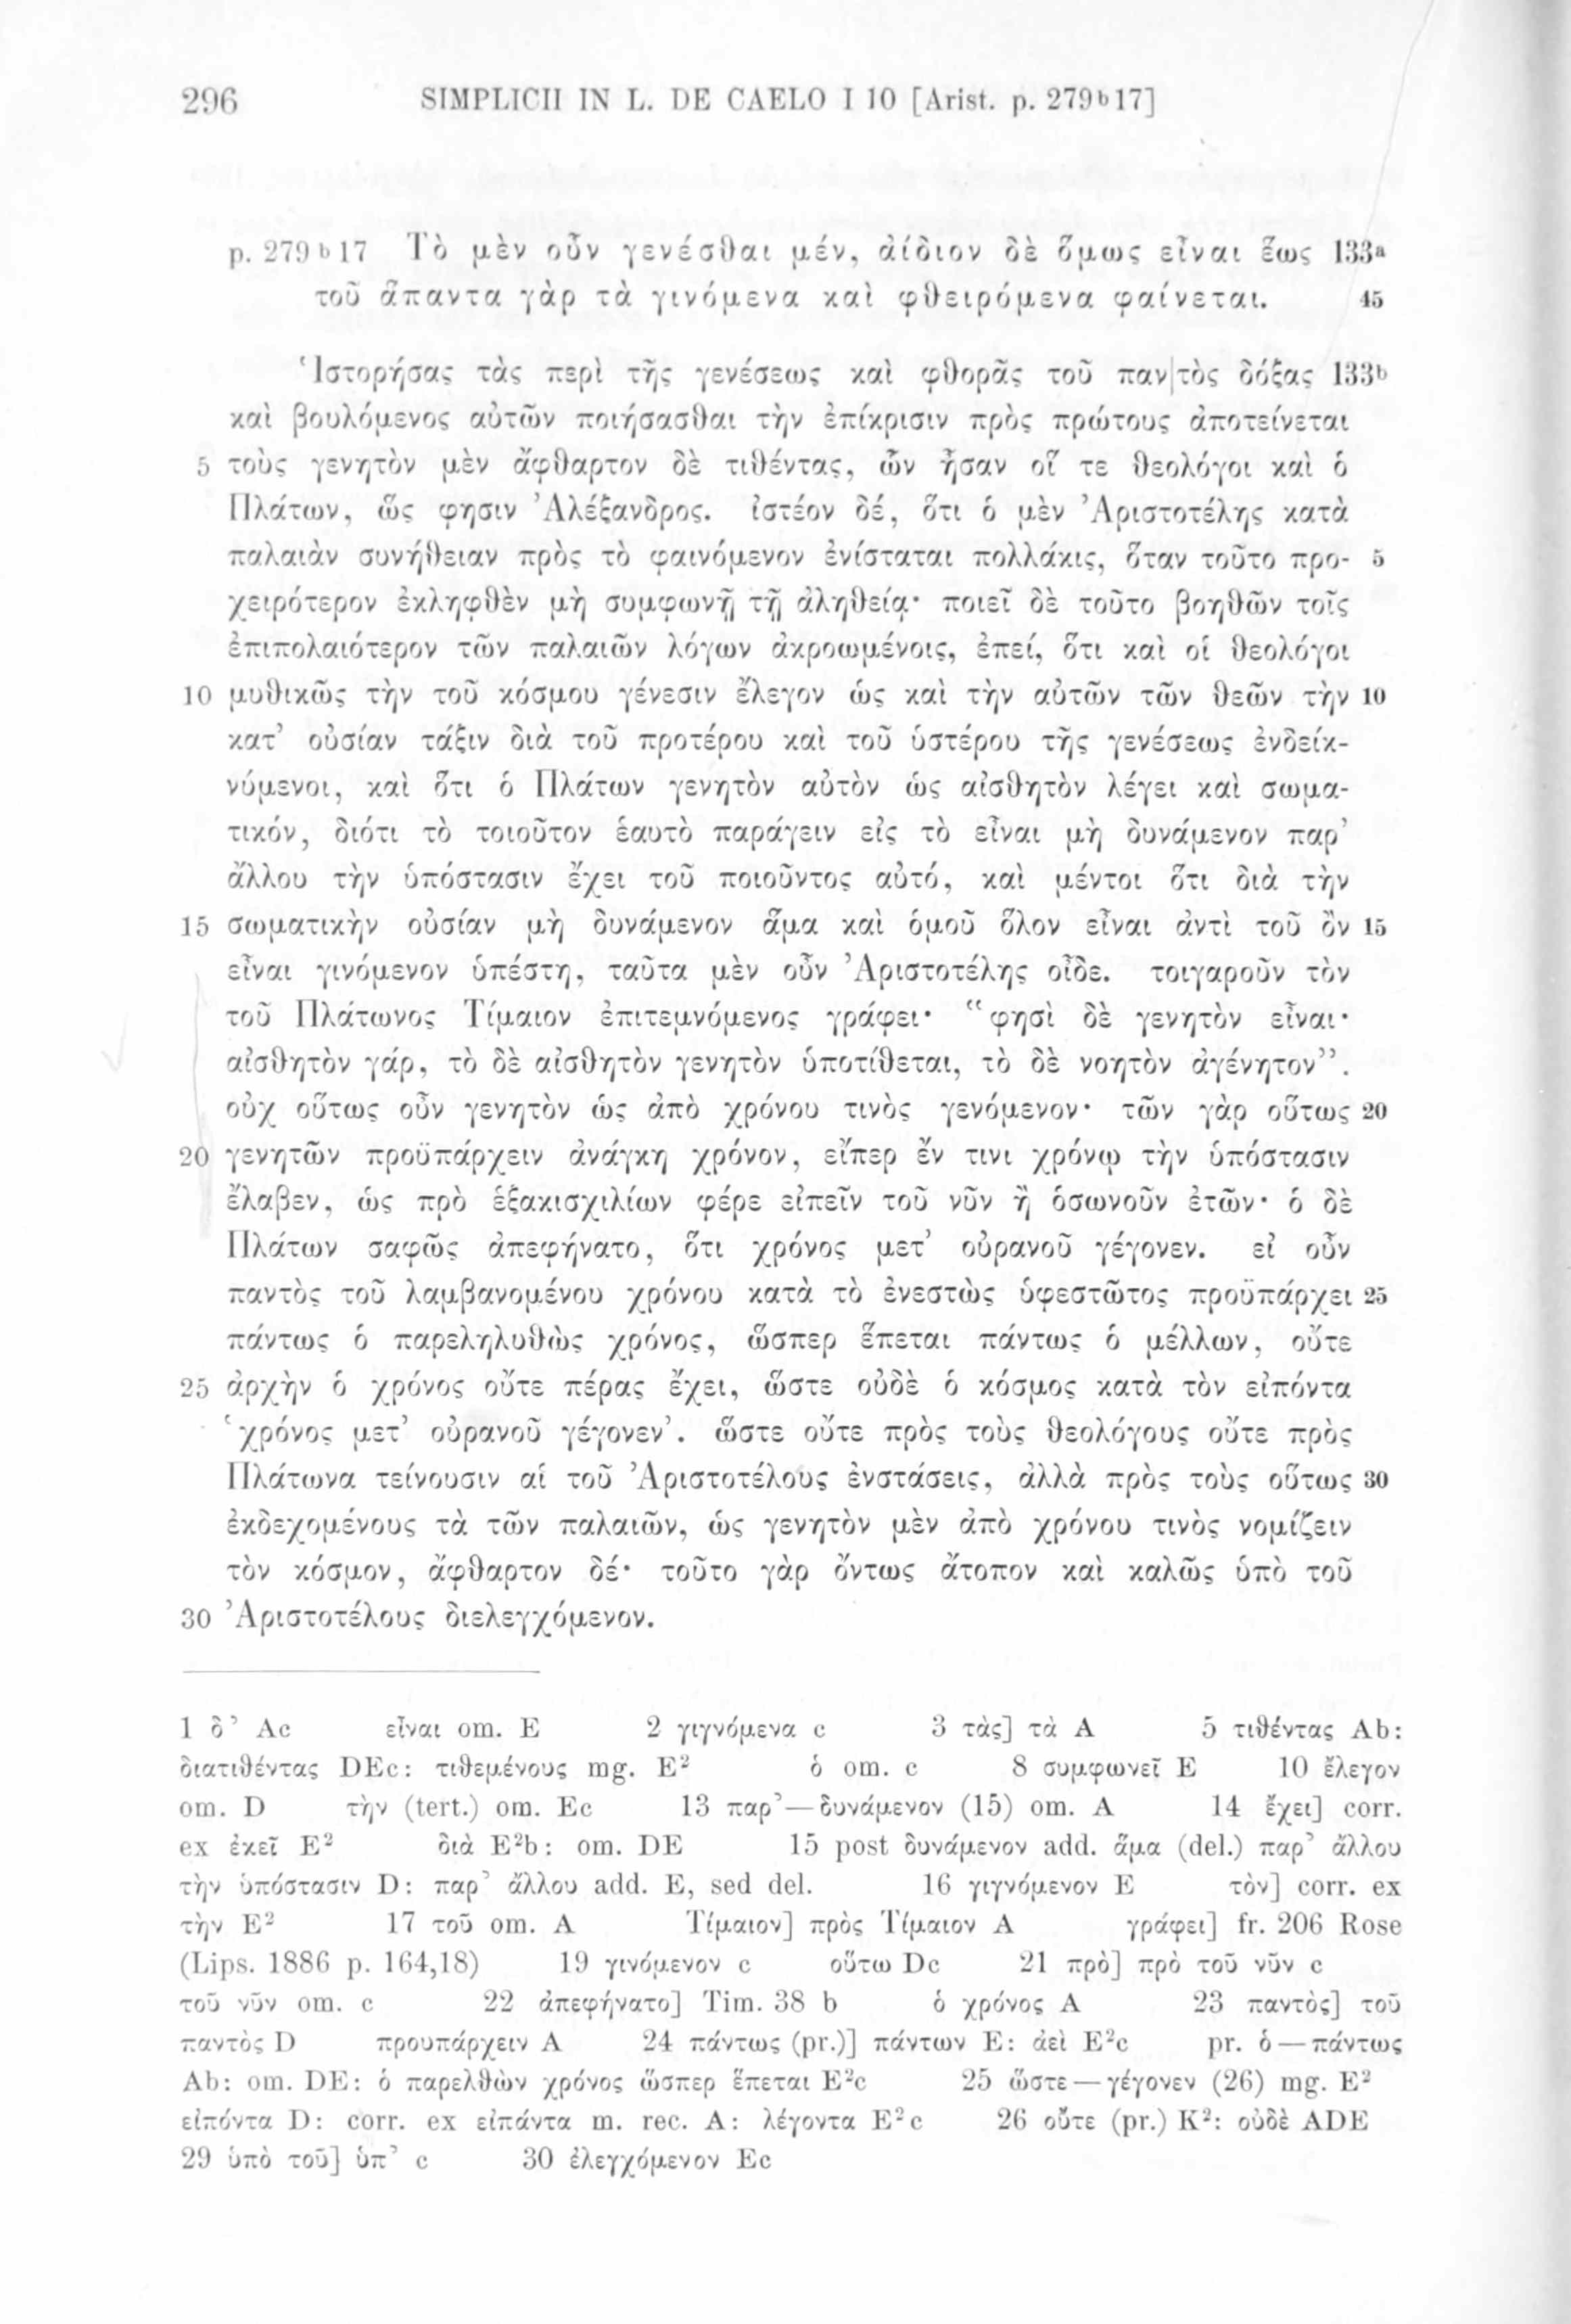 296 SIMPLICII IN L. DE CAELO I 10 [Arist. p. 279b17]
p. 279b17 Τὸ μὲν οὖν γενέσθαι μέν, ἀίδιον δὲ ὅμως εἶναι ἕως 133a
τοῦ ἅπαντα γὰρ τὰ γινόμενα καὶ φθειρόμενα φαίνεται. 45
Ἱστορήσας τὰς περὶ τῆς γενέσεως καὶ φθορᾶς τοῦ παν|τὸς δόξας 133b
καὶ βουλόμενος αὐτῶν ποιήσασθαι τὴν ἐπίκρισιν πρὸς πρώτους ἀποτείνεται
5 τοὺς γενητὸν μὲν ἄφθαρτον δὲ τιθέντας, ὧν ἦσαν οἵ τε θεολόγοι καὶ ὁ
Πλάτων, ὥς φησιν Ἀλέξανδρος. ἰστέον δέ, ὅτι ὁ μὲν Ἀριστοτέλης κατὰ
παλαιὰν συνήθειαν πρὸς τὸ φαινόμενον ἐνίσταται πολλάκις, ὅταν τοῦτο προ- 5
χειρότερον ἐκληφθὲν μὴ συμφωνῇ τῇ ἀληθείᾳ· ποιεῖ δὲ τοῦτο βοηθῶν τοῖς
ἐπιπολαιότερον τῶν παλαιῶν λόγων ἀκροωμένοις, ἐπεί, ὅτι καὶ οἱ θεολόγοι
10 μυθικῶς τὴν τοῦ κόσμου γένεσιν ἔλεγον ὡς καὶ τὴν αὐτῶν τῶν θεῶν τὴν 10
κατ’ οὐσίαν τάξιν διὰ τοῦ προτέρου καὶ τοῦ ὑστέρου τῆς γενέσεως ἐνδεικ-
νύμενοι, καὶ ὅτι ὁ Πλάτων γενητὸν αὐτὸν ὡς αἰσθητὸν λέγει καὶ σωμα-
τικόν, διότι τὸ τοιοῦτον ἑαυτὸ παράγειν εἰς τὸ εἶναι μὴ δυνάμενον παρ’
ἄλλου τὴν ὑπόστασιν ἔχει τοῦ ποιοῦντος αὐτό, καὶ μέντοι ὅτι διὰ τὴν
15 σωματικὴν οὐσίαν μὴ δυνάμενον ἅμα καὶ ὁμοῦ ὅλον εἶναι ἀντὶ τοῦ ὂν 15
εἶναι γινόμενον ὑπέστη, ταῦτα μὲν οὖν Ἀριστοτέλης οἶδε. τοιγαροῦν τὸν
τοῦ Πλάτωνος Τίμαιον ἐπιτεμνόμενος γράφει· “φησὶ δὲ γενητὸν εἶναι·
αἰσθητὸν γάρ, τὸ δὲ αἰσθητὸν γενητὸν ὑποτίθεται, τὸ δὲ νοητὸν ἀγένητον”.
οὐχ οὕτως οὖν γενητὸν ὡς ἀπὸ χρόνου τινὸς γενόμενον· τῶν γὰρ οὕτως 20
20 γενητῶν προϋπάρχειν ἀνάγκη χρόνον, εἴπερ ἔν τινι χρόνῳ τὴν ὑπόστασιν
ἔλαβεν, ὡς πρὸ ἑξακισχιλίων φέρε εἰπεῖν τοῦ νῦν ἢ ὁσωνοῦν ἐτῶν· ὁ δὲ
Πλάτων σαφῶς ἀπεφήνατο, ὅτι χρόνος μετ’ οὐρανοῦ γέγονεν. εἰ οὖν
παντὸς τοῦ λαμβανομένου χρόνου κατὰ τὸ ἐνεστὼς ὑφεστῶτος προϋπάρχει 25
πάντως ὁ παρεληλυθὼς χρόνος, ὥσπερ ἕπεται πάντως ὁ μέλλων, οὔτε
25 ἀρχὴν ὁ χρόνος οὔτε πέρας ἔχει, ὥστε οὐδὲ ὁ κόσμος κατὰ τὸν εἰπόντα
‘χρόνος μετ’ οὐρανοῦ γέγονεν’. ὥστε οὔτε πρὸς τοὺς θεολόγους οὔτε πρὸς
Πλάτωνα τείνουσιν αἱ τοῦ Ἀριστοτέλους ἐνστάσεις, ἀλλὰ πρὸς τοὺς οὕτως 30
ἐκδεχομένους τὰ τῶν παλαιῶν, ὡς γενητὸν μὲν ἀπὸ χρόνου τινὸς νομίζειν
τὸν κόσμον, ἄφθαρτον δέ· τοῦτο γὰρ ὄντως ἄτοπον καὶ καλῶς ὑπὸ τοῦ
30 Ἀριστοτέλους διελεγχόμενον.
1 δ’ Ac εἶναι om. E 2 γιγνόμενα c 3 τὰς] τὰ A 5 τιθέντας Ab:
διατιθέντας DEc: τιθεμένους mg. E² ὁ om. c 8 συμφωνεῖ E 10 ἔλεγον
om. D τὴν (tert.) om. Ec 13 παρ’—δυνάμενον (15) om. A 14 ἔχει] corr.
ex ἐκεῖ E² διὰ E²b: om. DE 15 post δυνάμενον add. ἅμα (del.) παρ’ ἄλλου
τὴν ὑπόστασιν D: παρ’ ἄλλου add. E, sed del. 16 γιγνόμενον E τὸν] corr. ex
τὴν E² 17 τοῦ om. A Τίμαιον] πρὸς Τίμαιον A γράφει] fr. 206 Rose
(Lips. 1886 p. 164,18) 19 γινόμενον c οὕτω Dc 21 πρὸ] πρὸ τοῦ νῦν c
τοῦ νῦν om. c 22 ἀπεφήνατο] Tim. 38 b ὁ χρόνος A 23 παντὸς] τοῦ
παντὸς D προυπάρχειν A 24 πάντως (pr.)] πάντων E: ἀεὶ E²c pr. ὁ—πάντως
Ab: om. DE: ὁ παρελθὼν χρόνος ὥσπερ ἕπεται E²c 25 ὥστε—γέγονεν (26) mg. E²
εἰπόντα D: corr. ex εἰπάντα m. rec. A: λέγοντα E²c 26 οὔτε (pr.) K²: οὐδὲ ADE
29 ὑπὸ τοῦ] ὑπ’ c 30 ἐλεγχόμενον Ec